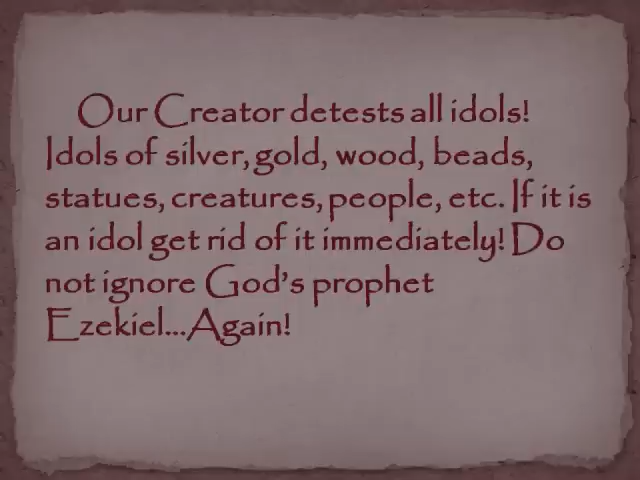 Our Creator detests all idols!
Idols of silver, gold, wood, beads,
statues, creatures, people, etc. If it is
an idol get rid of it immediately! Do
not ignore God's prophet
Ezekiel...Again!